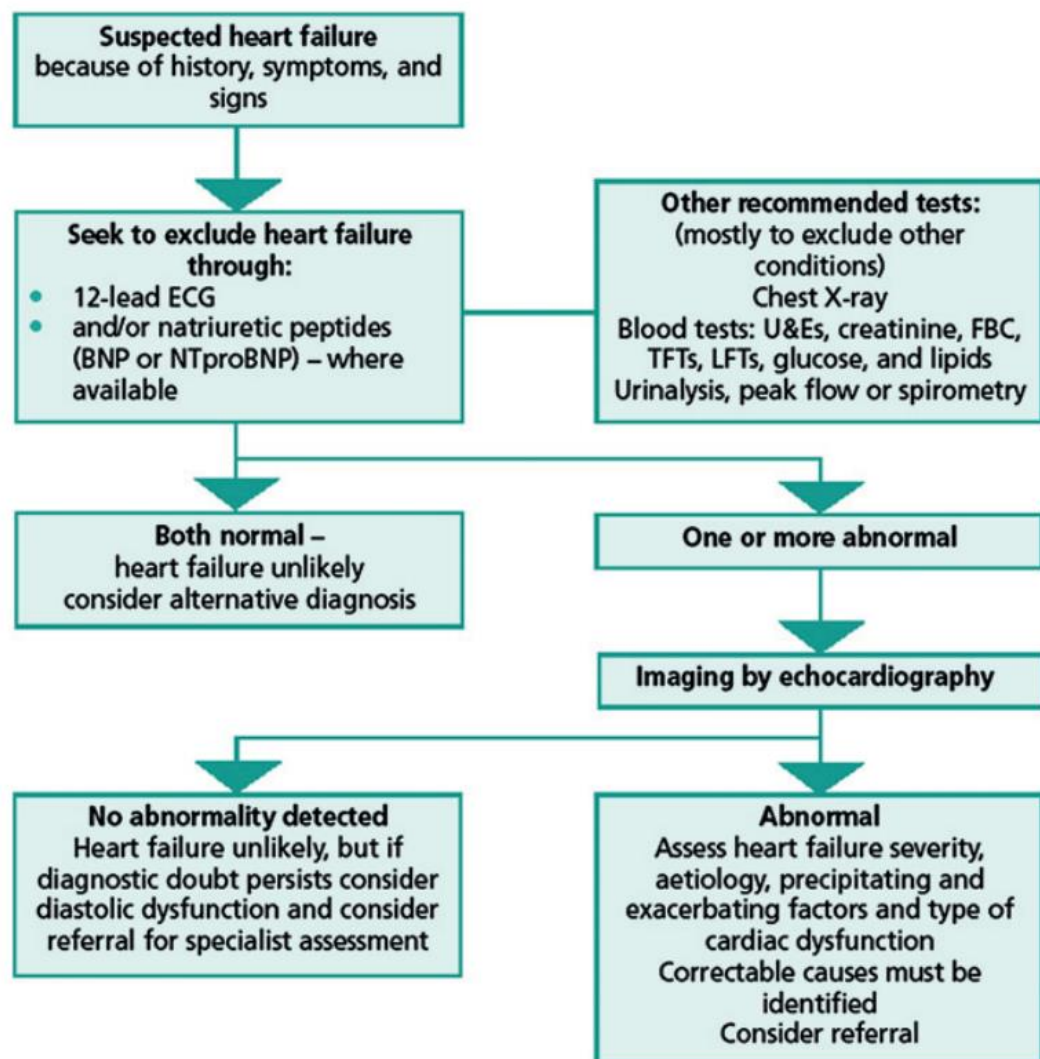 Suspected heart failure
because of history, symptoms, and
signs
Seek to exclude heart failure
through:
• 12-lead ECG
• and/or natriuretic peptides
(BNP or NTproBNP) – where
available
Other recommended tests:
(mostly to exclude other
conditions)
Chest X-ray
Blood tests: U&Es, creatinine, FBC,
TFTs, LFTs, glucose, and lipids
Urinalysis, peak flow or spirometry
Both normal –
heart failure unlikely
consider alternative diagnosis
One or more abnormal
Imaging by echocardiography
No abnormality detected
Heart failure unlikely, but if
diagnostic doubt persists consider
diastolic dysfunction and consider
referral for specialist assessment
Abnormal
Assess heart failure severity,
aetiology, precipitating and
exacerbating factors and type of
cardiac dysfunction
Correctable causes must be
identified
Consider referral